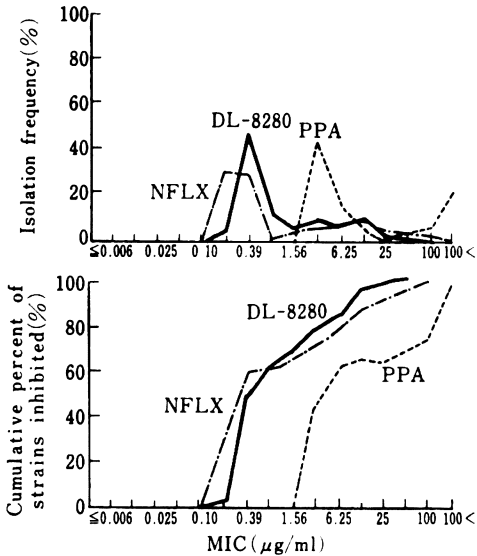 Isolation frequency(%)
100
80
60
40
20
0
DL-8280
PPA
NFLX
≤0.006 0.025 0 10 0.39 1.56 6.25 25 100 100<
Cumulative percent of
strains inhibited(%)
100
80
60
40
20
0
DL-8280
NFLX
PPA
≤0.006 0.025 0.10 0.39 1.56 6.25 25 100 100<
MIC(μg/ml)